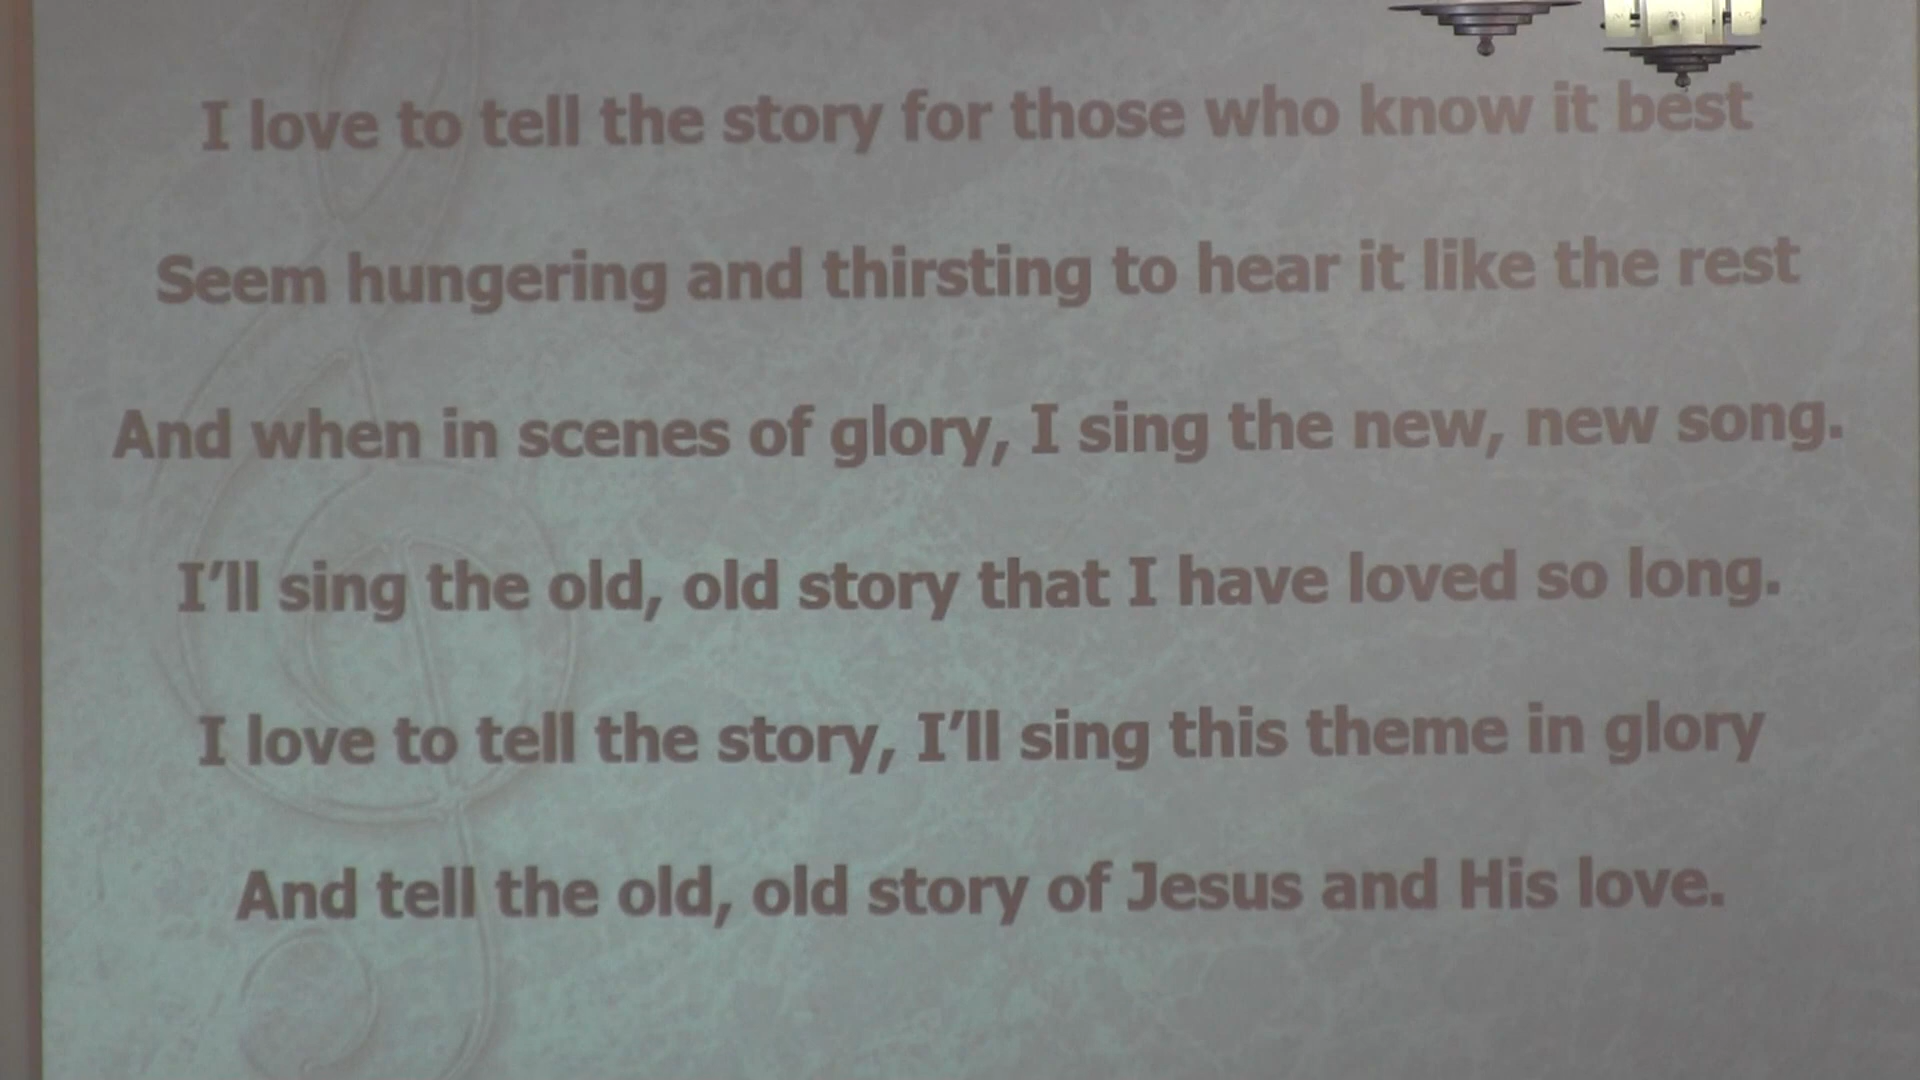 I love to tell the story for those who know it best
Seem hungering and thirsting to hear it like the rest
And when in scenes of glory, I sing the new, new song.
I’ll sing the old, old story that I have loved so long.
I love to tell the story, I’ll sing this theme in glory
And tell the old, old story of Jesus and His love.